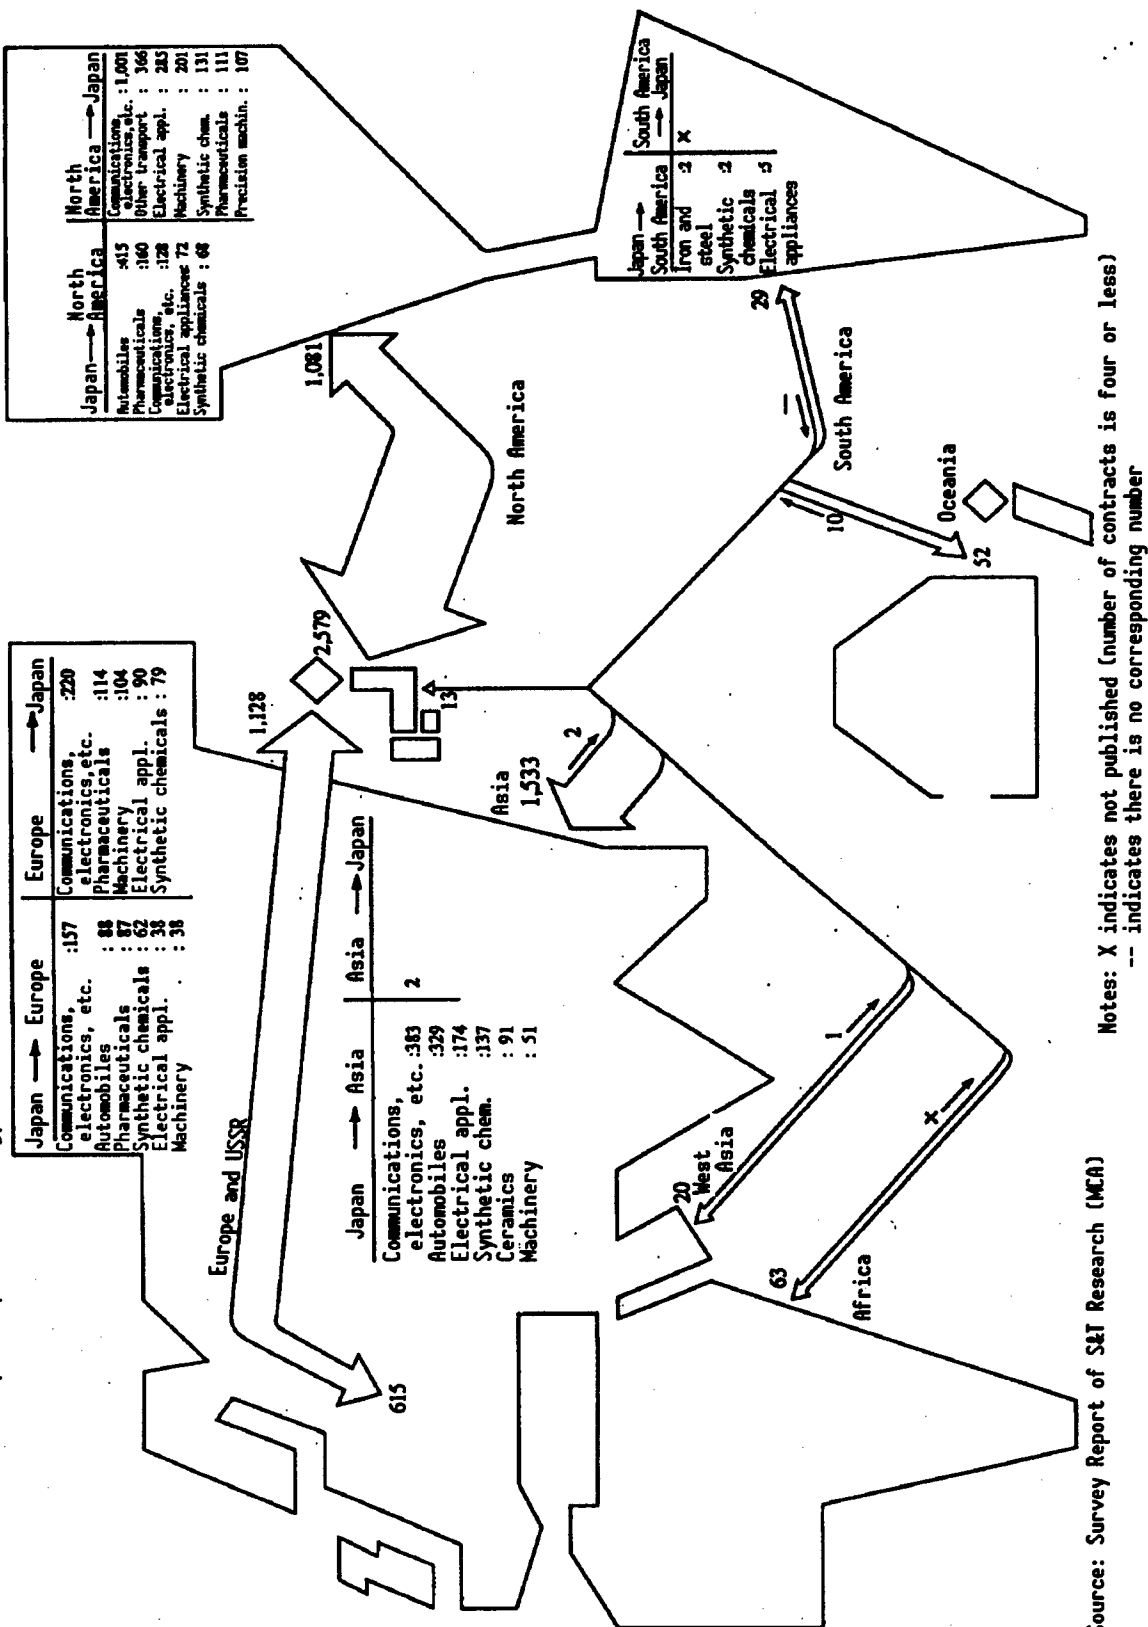 Japan → Europe Europe → Japan
Communications, :157 Communications, :220
electronics, etc. electronics,etc.
Automobiles : 88 Pharmaceuticals :114
Pharmaceuticals : 87 Machinery :104
Synthetic chemicals : 62 Electrical appl. : 90
Electrical appl. : 38 Synthetic chemicals : 79
Machinery : 38
Japan → North America North America → Japan
Automobiles :415 Communications, :1,001
electronics,etc.
Pharmaceuticals :160 Other transport : 366
Communications, :128 Electrical appl. : 285
electronics, etc. Machinery : 201
Electrical appliances 72 Synthetic chem. : 131
Synthetic chemicals : 68 Pharmaceuticals : 111
Precision machin. : 107
Europe and USSR
1,128
615
2,579
1,081
North America
Japan → Asia Asia → Japan
Communications, 2
electronics, etc. :383
Automobiles :329
Electrical appl. :174
Synthetic chem. :137
Ceramics : 91
Machinery : 51
13
Asia
1,533
2
Japan → South America South America → Japan
Iron and :2 X
steel
Synthetic :2
chemicals
Electrical :5
appliances
29
—
South America
10
52
Oceania
20
West
Asia
1
63
X
Africa
Notes: X indicates not published (number of contracts is four or less)
-- indicates there is no corresponding number
Source: Survey Report of S&T Research (MCA)